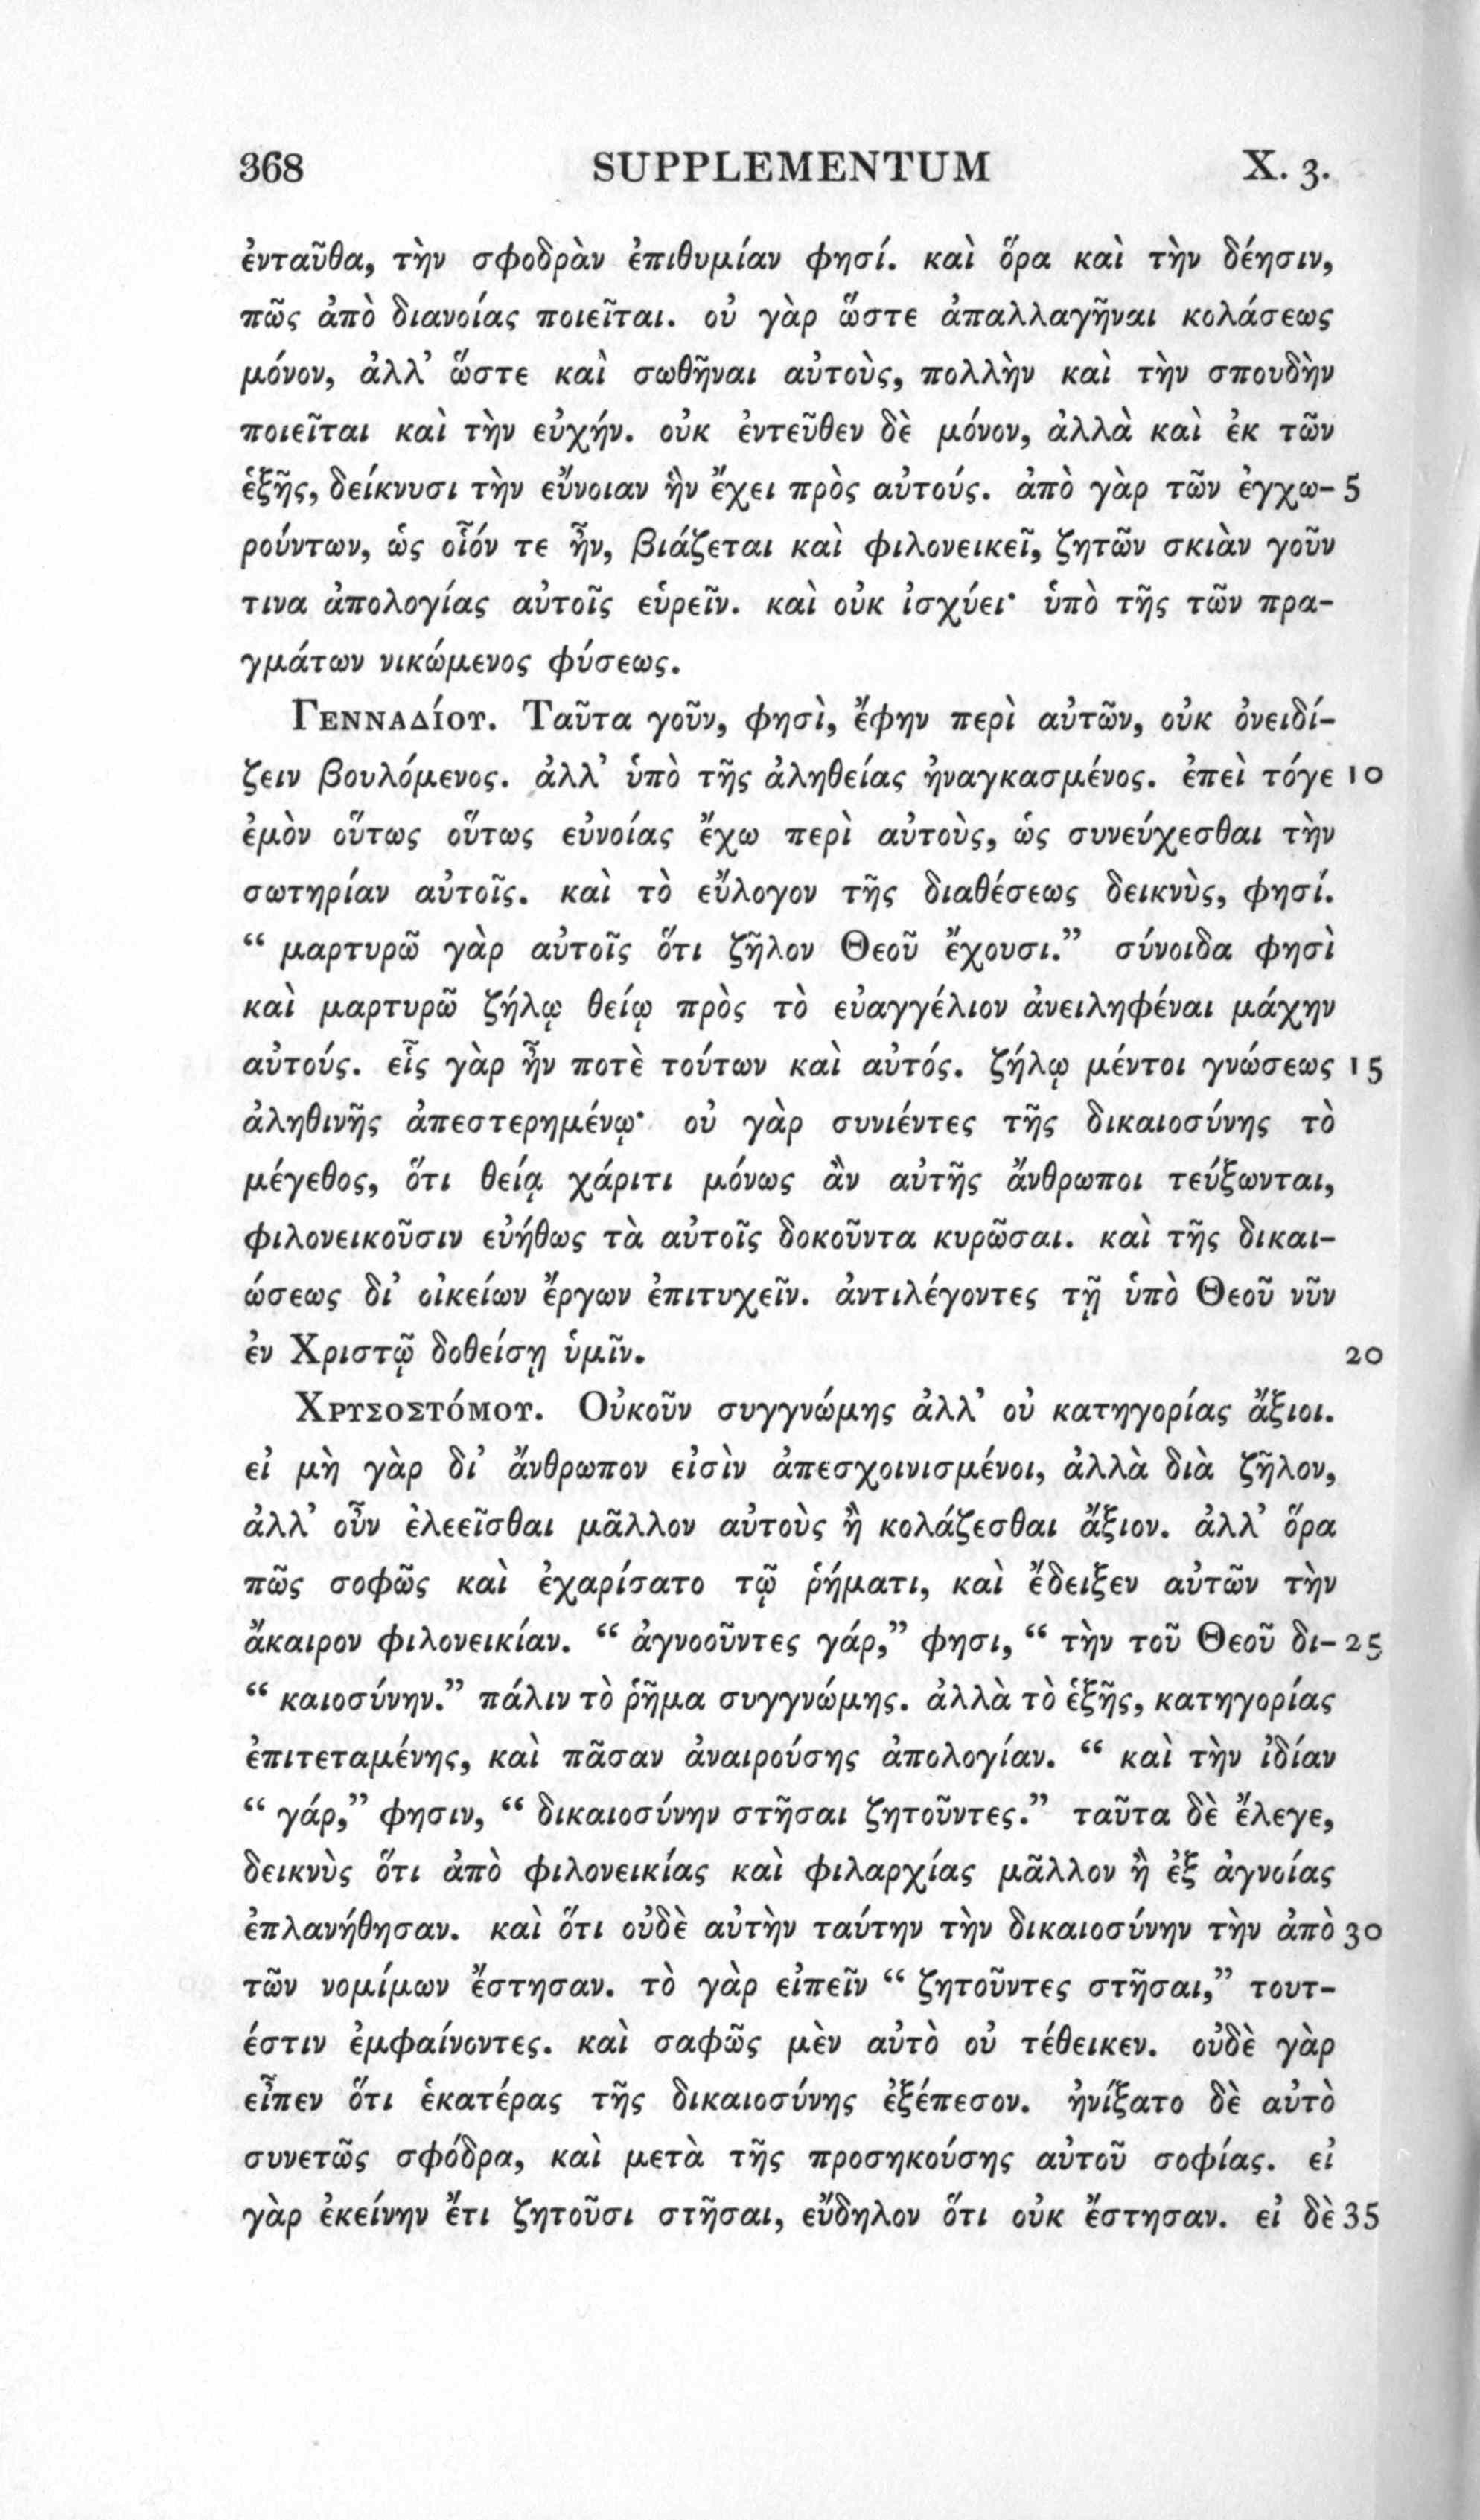 368 SUPPLEMENTUM X. 3.
ἐνταῦθα, τὴν σφοδρὰν ἐπιθυμίαν φησί. καὶ ὅρα καὶ τὴν δέησιν,
πῶς ἀπὸ διανοίας ποιεῖται. οὐ γὰρ ὥστε ἀπαλλαγῆναι κολάσεως
μόνον, ἀλλ’ ὥστε καὶ σωθῆναι αὐτοὺς, πολλὴν καὶ τὴν σπουδὴν
ποιεῖται καὶ τὴν εὐχήν. οὐκ ἐντεῦθεν δὲ μόνον, ἀλλὰ καὶ ἐκ τῶν
ἑξῆς, δείκνυσι τὴν εὔνοιαν ἣν ἔχει πρὸς αὐτούς. ἀπὸ γὰρ τῶν ἐγχω- 5
ρούντων, ὡς οἷόν τε ἦν, βιάζεται καὶ φιλονεικεῖ, ζητῶν σκιὰν γοῦν
τινα ἀπολογίας αὐτοῖς εὑρεῖν. καὶ οὐκ ἰσχύει· ὑπὸ τῆς τῶν πρα-
γμάτων νικώμενος φύσεως.
Γενναδίου. Ταῦτα γοῦν, φησὶ, ἔφην περὶ αὐτῶν, οὐκ ὀνειδί-
ζειν βουλόμενος. ἀλλ’ ὑπὸ τῆς ἀληθείας ἠναγκασμένος. ἐπεὶ τόγε 10
ἐμὸν οὕτως οὕτως εὐνοίας ἔχω περὶ αὐτοὺς, ὡς συνεύχεσθαι τὴν
σωτηρίαν αὐτοῖς. καὶ τὸ εὔλογον τῆς διαθέσεως δεικνὺς, φησί.
“ μαρτυρῶ γὰρ αὐτοῖς ὅτι ζῆλον Θεοῦ ἔχουσι.” σύνοιδα φησὶ
καὶ μαρτυρῶ ζήλῳ θείῳ πρὸς τὸ εὐαγγέλιον ἀνειληφέναι μάχην
αὐτούς. εἷς γὰρ ἦν ποτὲ τούτων καὶ αὐτός. ζήλῳ μέντοι γνώσεως 15
ἀληθινῆς ἀπεστερημένῳ· οὐ γὰρ συνιέντες τῆς δικαιοσύνης τὸ
μέγεθος, ὅτι θείᾳ χάριτι μόνως ἂν αὐτῆς ἄνθρωποι τεύξωνται,
φιλονεικοῦσιν εὐήθως τὰ αὐτοῖς δοκοῦντα κυρῶσαι. καὶ τῆς δικαι-
ώσεως δι’ οἰκείων ἔργων ἐπιτυχεῖν. ἀντιλέγοντες τῇ ὑπὸ Θεοῦ νῦν
ἐν Χριστῷ δοθείσῃ ὑμῖν. 20
Χρυσοστόμου. Οὐκοῦν συγγνώμης ἀλλ’ οὐ κατηγορίας ἄξιοι.
εἰ μὴ γὰρ δι’ ἄνθρωπον εἰσὶν ἀπεσχοινισμένοι, ἀλλὰ διὰ ζῆλον,
ἀλλ’ οὖν ἐλεεῖσθαι μᾶλλον αὐτοὺς ἢ κολάζεσθαι ἄξιον. ἀλλ’ ὅρα
πῶς σοφῶς καὶ ἐχαρίσατο τῷ ῥήματι, καὶ ἔδειξεν αὐτῶν τὴν
ἄκαιρον φιλονεικίαν. “ ἀγνοοῦντες γάρ,” φησι, “ τὴν τοῦ Θεοῦ δι- 25
“ καιοσύνην.” πάλιν τὸ ῥῆμα συγγνώμης. ἀλλὰ τὸ ἑξῆς, κατηγορίας
ἐπιτεταμένης, καὶ πᾶσαν ἀναιρούσης ἀπολογίαν. “ καὶ τὴν ἰδίαν
“ γάρ,” φησιν, “ δικαιοσύνην στῆσαι ζητοῦντες.” ταῦτα δὲ ἔλεγε,
δεικνὺς ὅτι ἀπὸ φιλονεικίας καὶ φιλαρχίας μᾶλλον ἢ ἐξ ἀγνοίας
ἐπλανήθησαν. καὶ ὅτι οὐδὲ αὐτὴν ταύτην τὴν δικαιοσύνην τὴν ἀπὸ 30
τῶν νομίμων ἔστησαν. τὸ γὰρ εἰπεῖν “ ζητοῦντες στῆσαι,” τουτ-
έστιν ἐμφαίνοντες. καὶ σαφῶς μὲν αὐτὸ οὐ τέθεικεν. οὐδὲ γὰρ
εἶπεν ὅτι ἑκατέρας τῆς δικαιοσύνης ἐξέπεσον. ἠνίξατο δὲ αὐτὸ
συνετῶς σφόδρα, καὶ μετὰ τῆς προσηκούσης αὐτοῦ σοφίας. εἰ
γὰρ ἐκείνην ἔτι ζητοῦσι στῆσαι, εὔδηλον ὅτι οὐκ ἔστησαν. εἰ δὲ 35